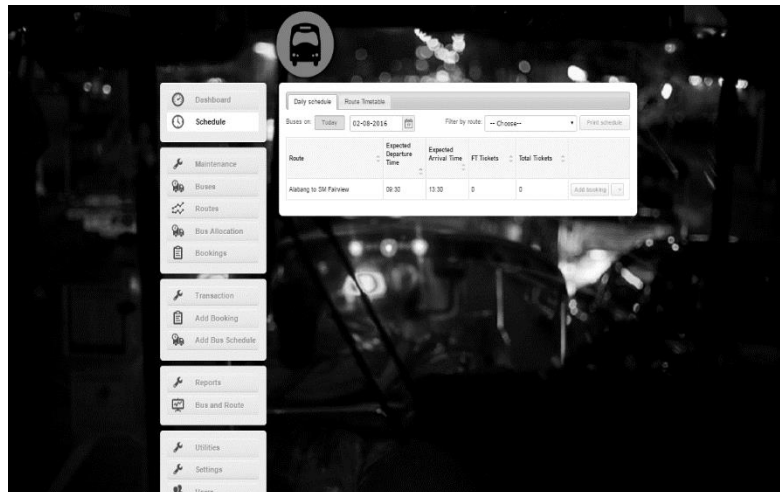 Dashboard
Schedule
Maintenance
Buses
Routes
Bus Allocation
Bookings
Transaction
Add Booking
Add Bus Schedule
Reports
Bus and Route
Utilities
Settings
Users
Daily schedule Route Timetable
Buses on: Today 02-08-2016 Filter by route: -- Choose-- Print schedule
Route Expected Departure Time Expected Arrival Time FT Tickets Total Tickets
Alabang to SM Fairview 09:30 13:30 0 0 Add booking